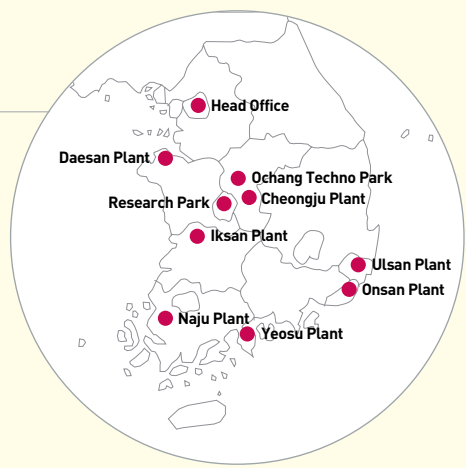 Head Office
Daesan Plant
Ochang Techno Park
Cheongju Plant
Research Park
Iksan Plant
Ulsan Plant
Onsan Plant
Naju Plant
Yeosu Plant